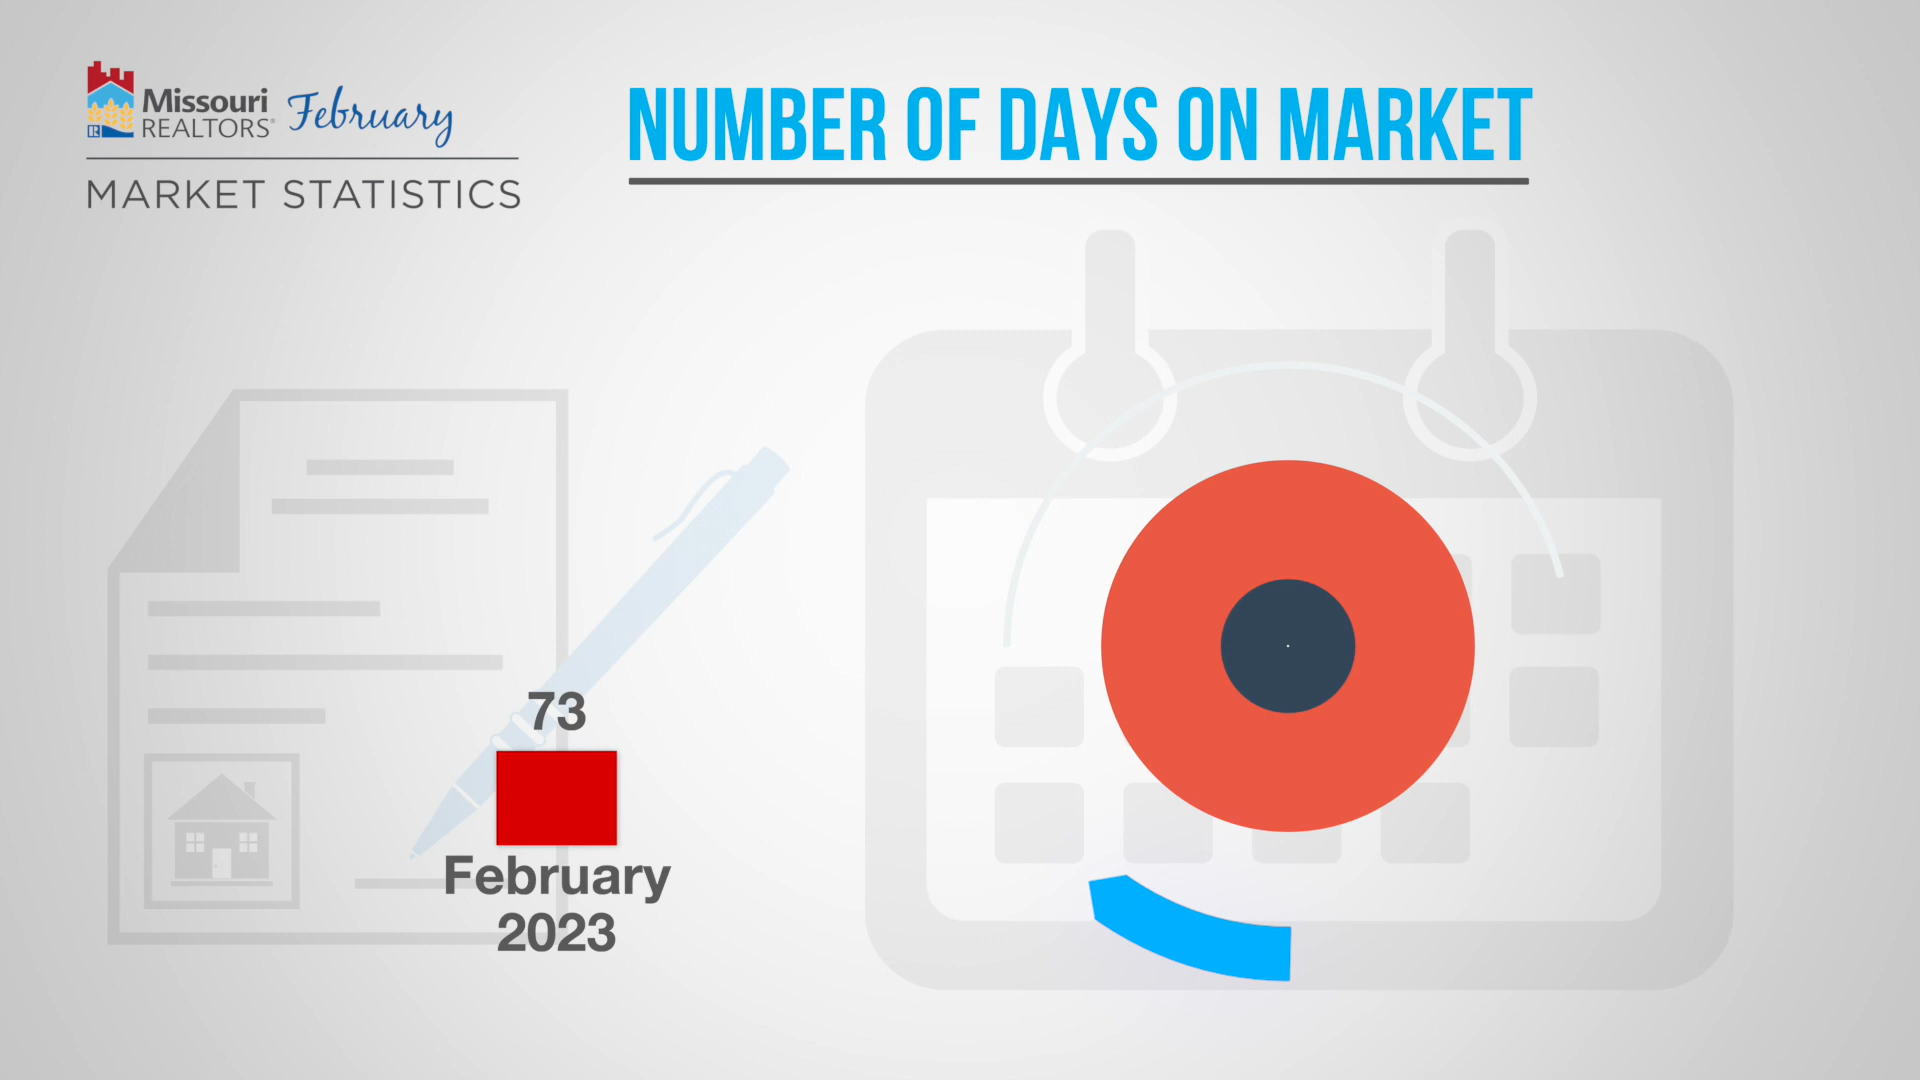 Missouri
REALTORS® February
MARKET STATISTICS
NUMBER OF DAYS ON MARKET
73
February
2023